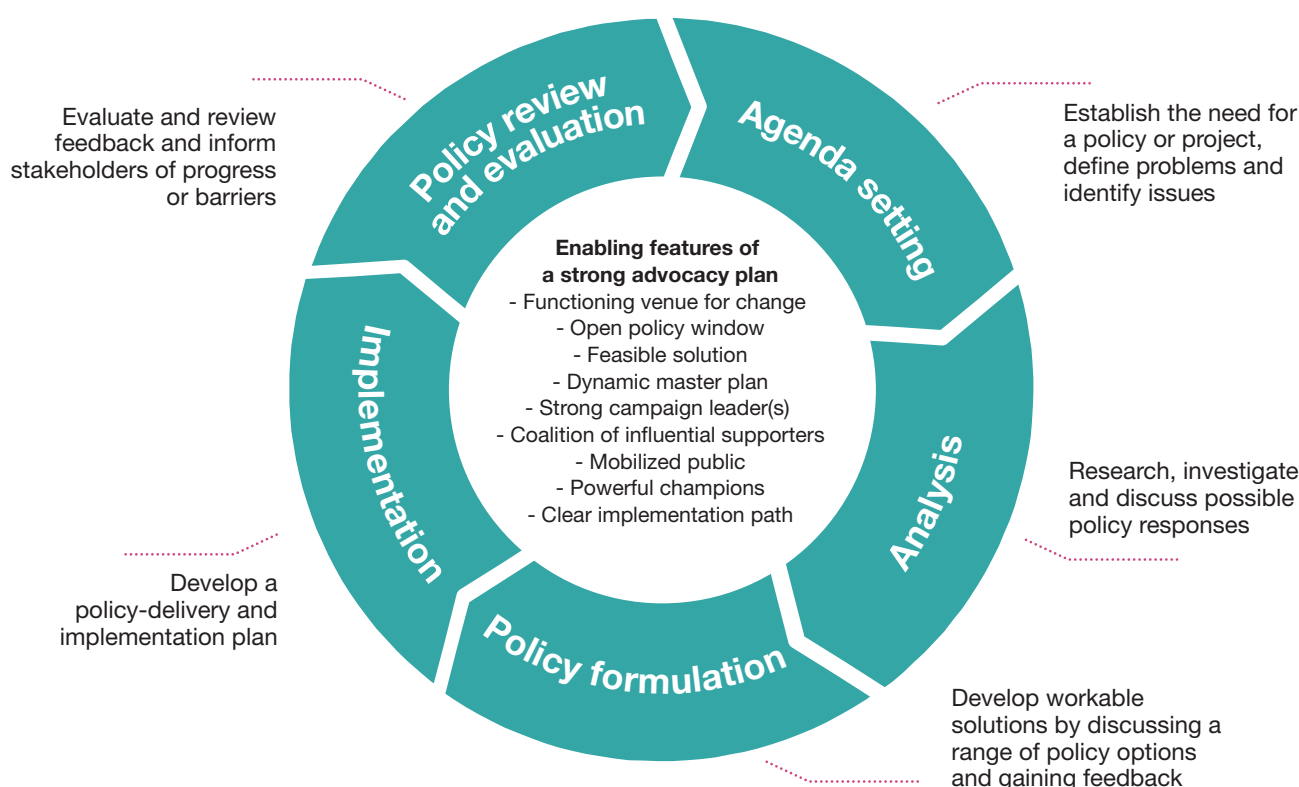 Policy review
and evaluation
Evaluate and review
feedback and inform
stakeholders of progress
or barriers
Agenda setting
Establish the need for
a policy or project,
define problems and
identify issues
Enabling features of
a strong advocacy plan
- Functioning venue for change
- Open policy window
- Feasible solution
- Dynamic master plan
- Strong campaign leader(s)
- Coalition of influential supporters
- Mobilized public
- Powerful champions
- Clear implementation path
Analysis
Research, investigate
and discuss possible
policy responses
Policy formulation
Develop workable
solutions by discussing a
range of policy options
and gaining feedback
Implementation
Develop a
policy-delivery and
implementation plan